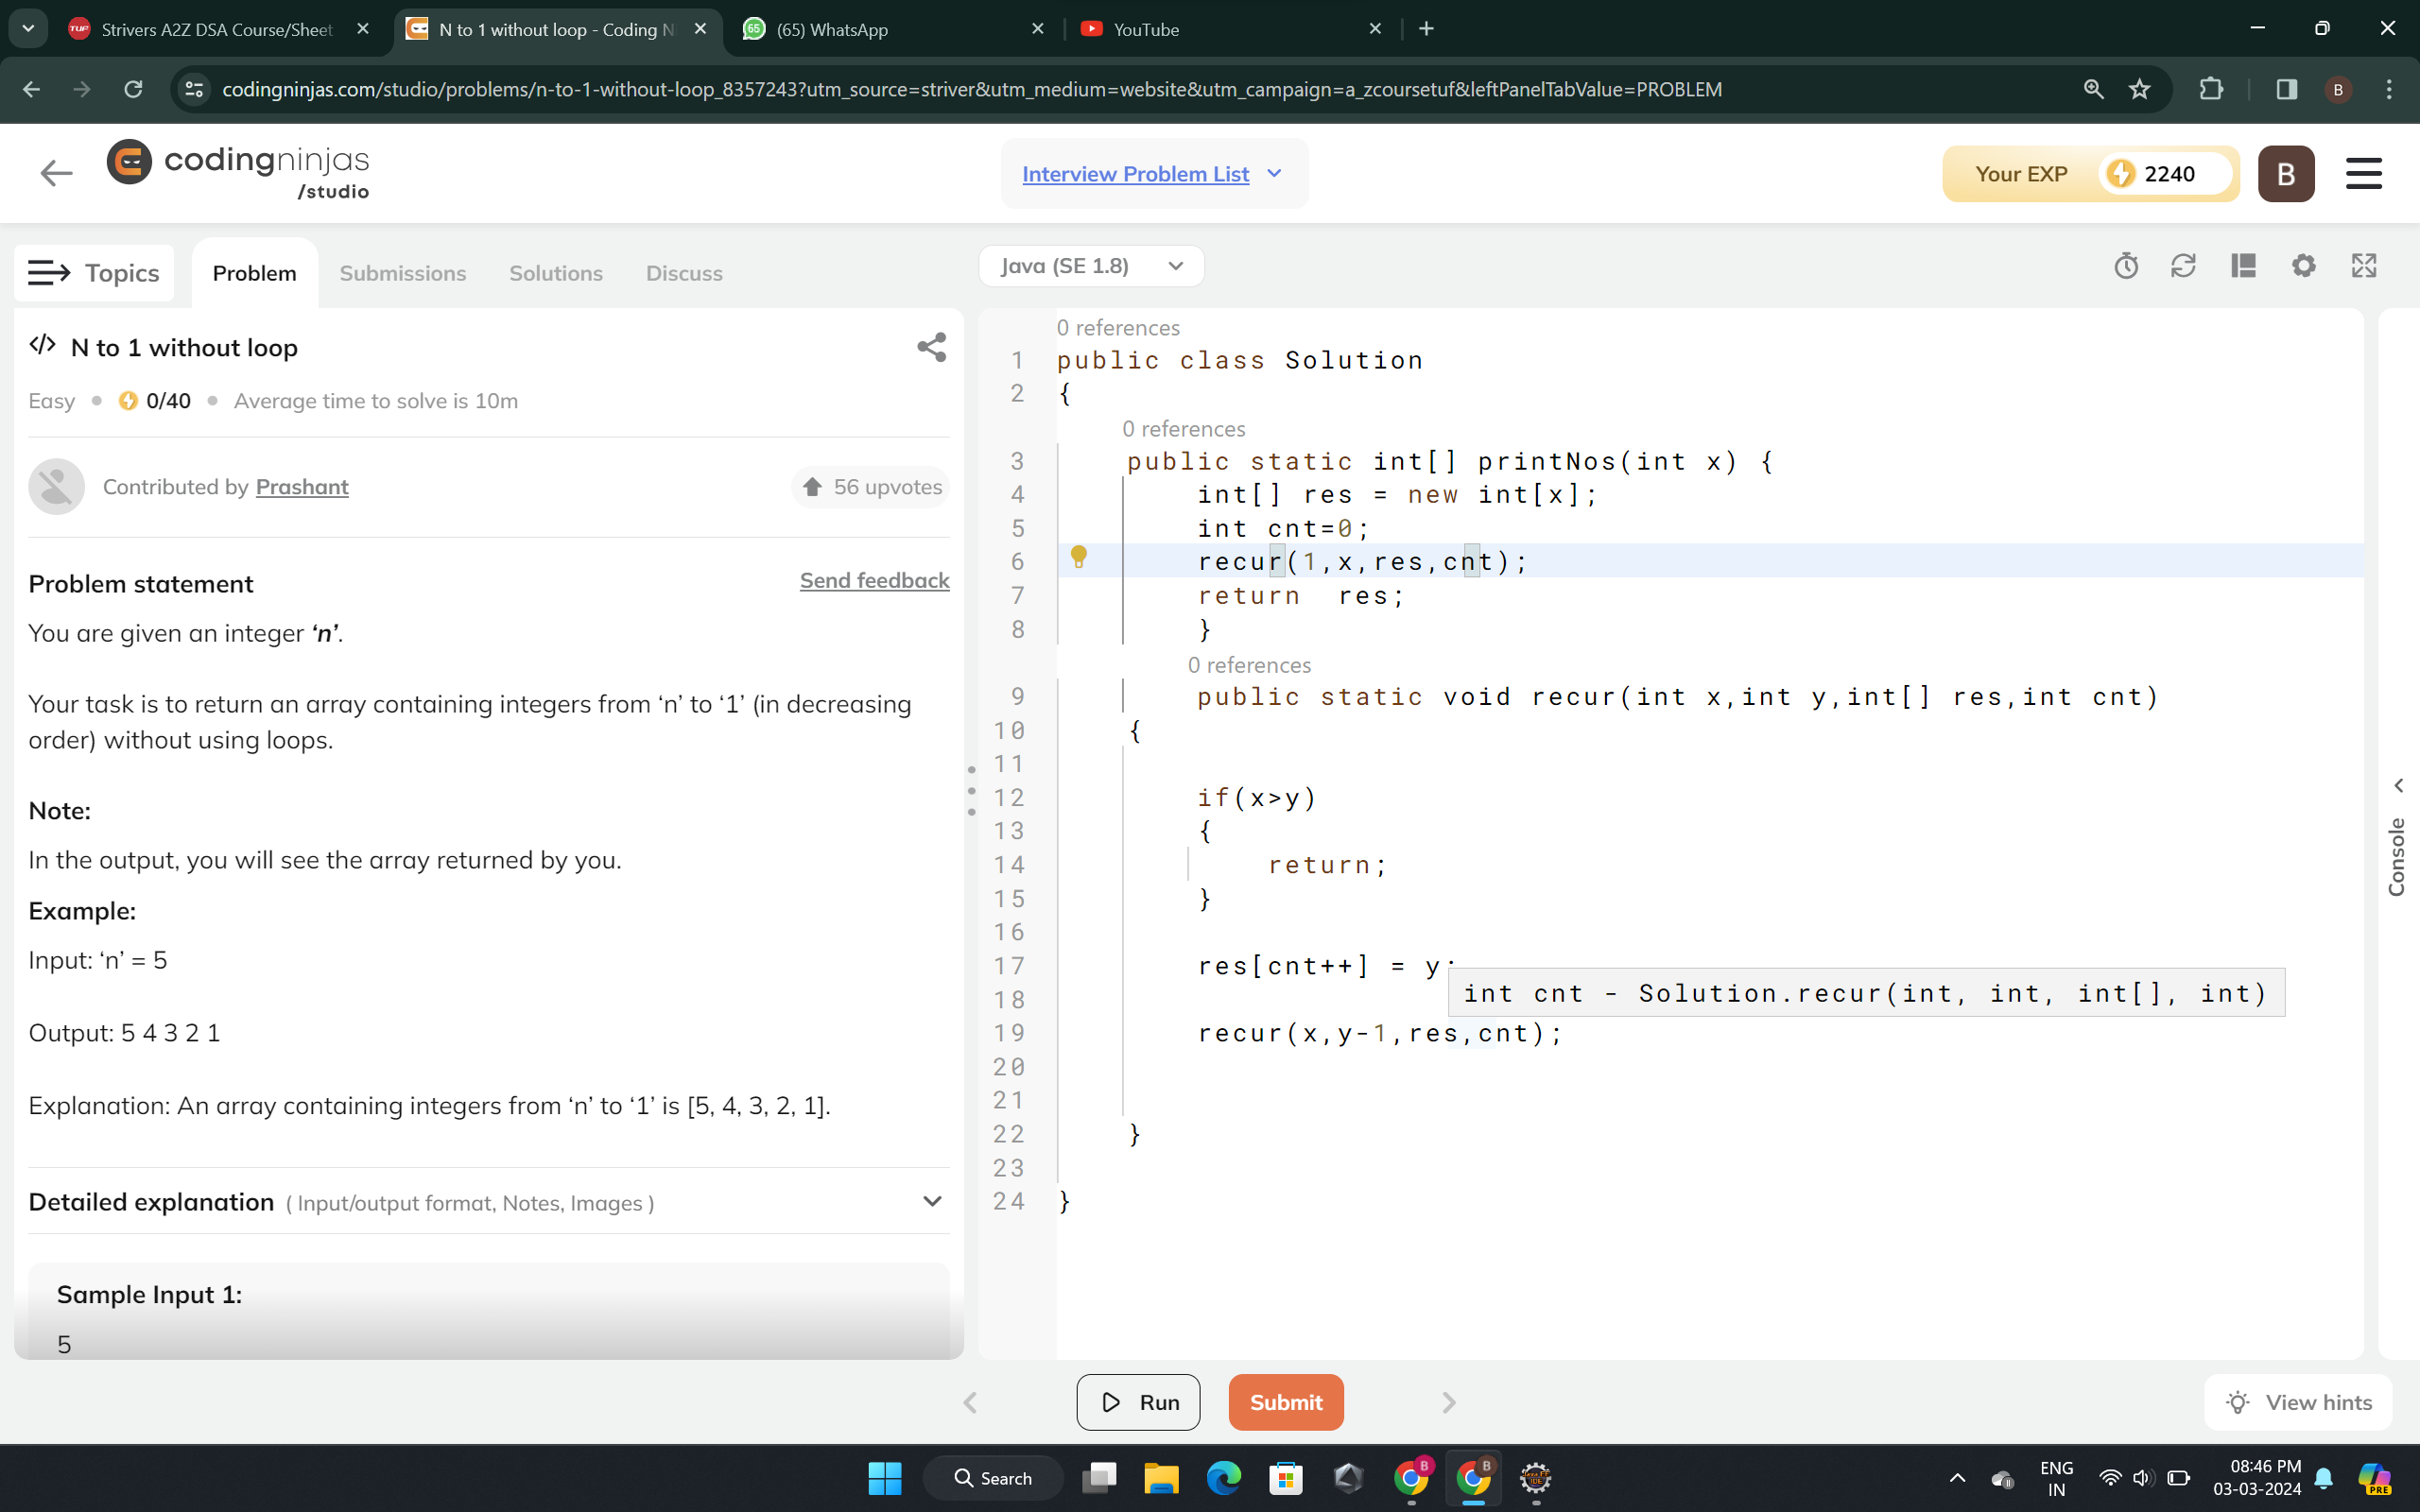 Strivers A2Z DSA Course/Sheet
N to 1 without loop - Coding N
(65) WhatsApp
YouTube
codingninjas.com/studio/problems/n-to-1-without-loop_8357243?utm_source=striver&utm_medium=website&utm_campaign=a_zcoursetuf&leftPanelTabValue=PROBLEM
B
codingninjas
/studio
Interview Problem List
Your EXP 2240
B
Topics
Problem
Submissions
Solutions
Discuss
Java (SE 1.8)
N to 1 without loop
Easy • 0/40 • Average time to solve is 10m
Contributed by Prashant
56 upvotes
Problem statement
Send feedback
You are given an integer ‘n’.
Your task is to return an array containing integers from ‘n’ to ‘1’ (in decreasing
order) without using loops.
Note:
In the output, you will see the array returned by you.
Example:
Input: ‘n’ = 5
Output: 5 4 3 2 1
Explanation: An array containing integers from ‘n’ to ‘1’ is [5, 4, 3, 2, 1].
Detailed explanation ( Input/output format, Notes, Images )
Sample Input 1:
5
0 references
1 public class Solution
2 {
0 references
3 public static int[] printNos(int x) {
4 int[] res = new int[x];
5 int cnt=0;
6 recur(1,x,res,cnt);
7 return  res;
8 }
0 references
9 public static void recur(int x,int y,int[] res,int cnt)
10 {
11
12 if(x>y)
13 {
14 return;
15 }
16
17 res[cnt++] = y;
int cnt - Solution.recur(int, int, int[], int)
18
19 recur(x,y-1,res,cnt);
20
21
22 }
23
24 }
Console
Run
Submit
View hints
Search
ENG
IN
08:46 PM
03-03-2024
PRE